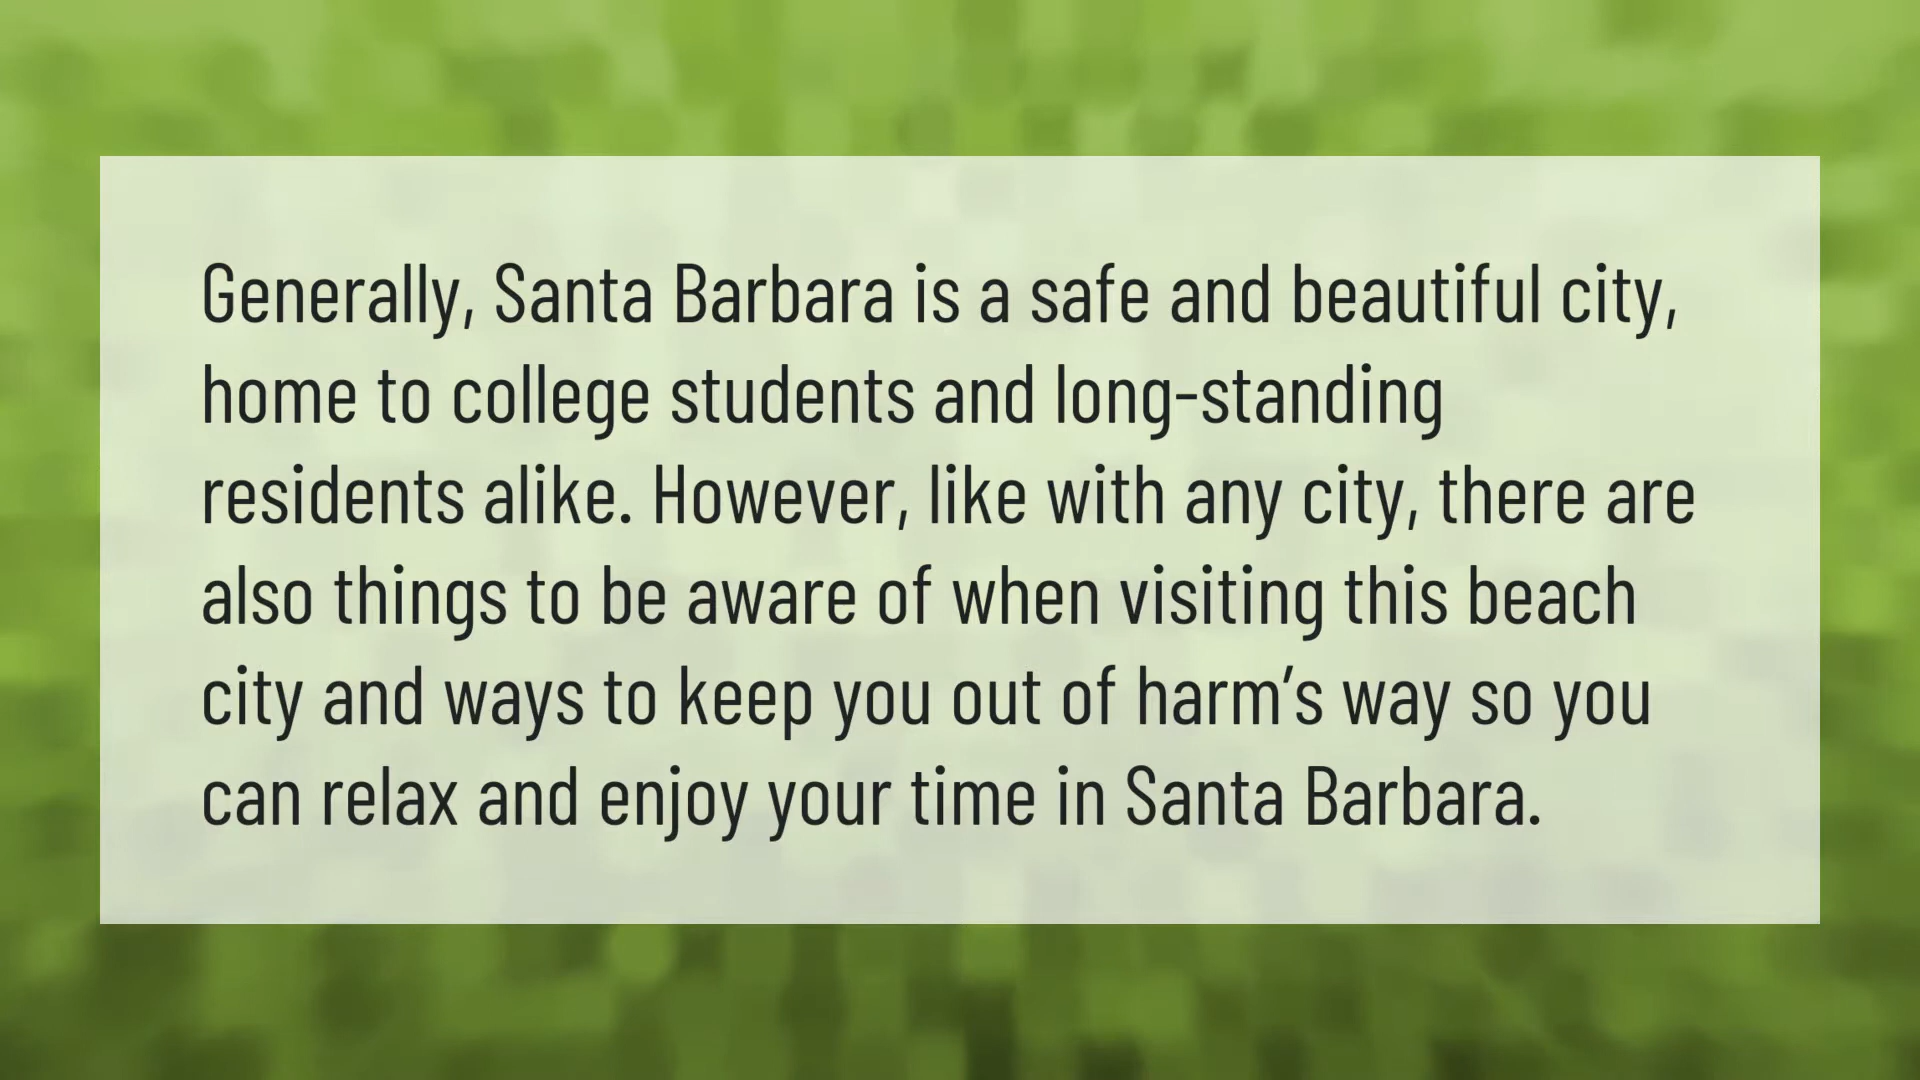 Generally, Santa Barbara is a safe and beautiful city,
home to college students and long-standing
residents alike. However, like with any city, there are
also things to be aware of when visiting this beach
city and ways to keep you out of harm’s way so you
can relax and enjoy your time in Santa Barbara.